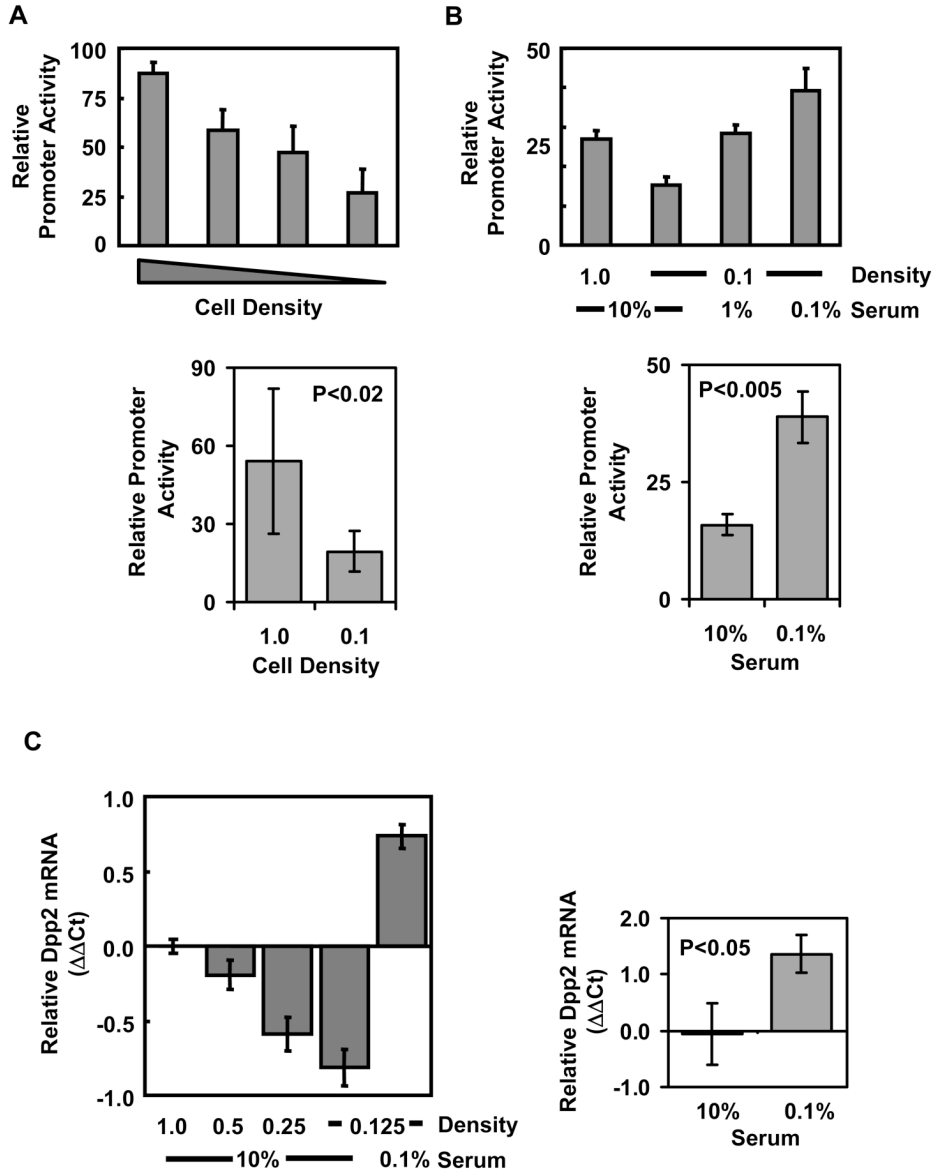 A
Relative
Promoter Activity
100
75
50
25
0
Cell Density
B
Relative
Promoter Activity
50
25
0
1.0 0.1 Density
10% 1% 0.1% Serum
Relative Promoter
Activity
90
60
30
0
P<0.02
1.0 0.1
Cell Density
Relative Promoter
Activity
50
25
0
P<0.005
10% 0.1%
Serum
C
Relative Dpp2 mRNA
(ΔΔCt)
1.0
0.5
0.0
-0.5
-1.0
1.0 0.5 0.25 0.125 Density
10% 0.1% Serum
Relative Dpp2 mRNA
(ΔΔCt)
2.0
1.0
0.0
-1.0
P<0.05
10% 0.1%
Serum